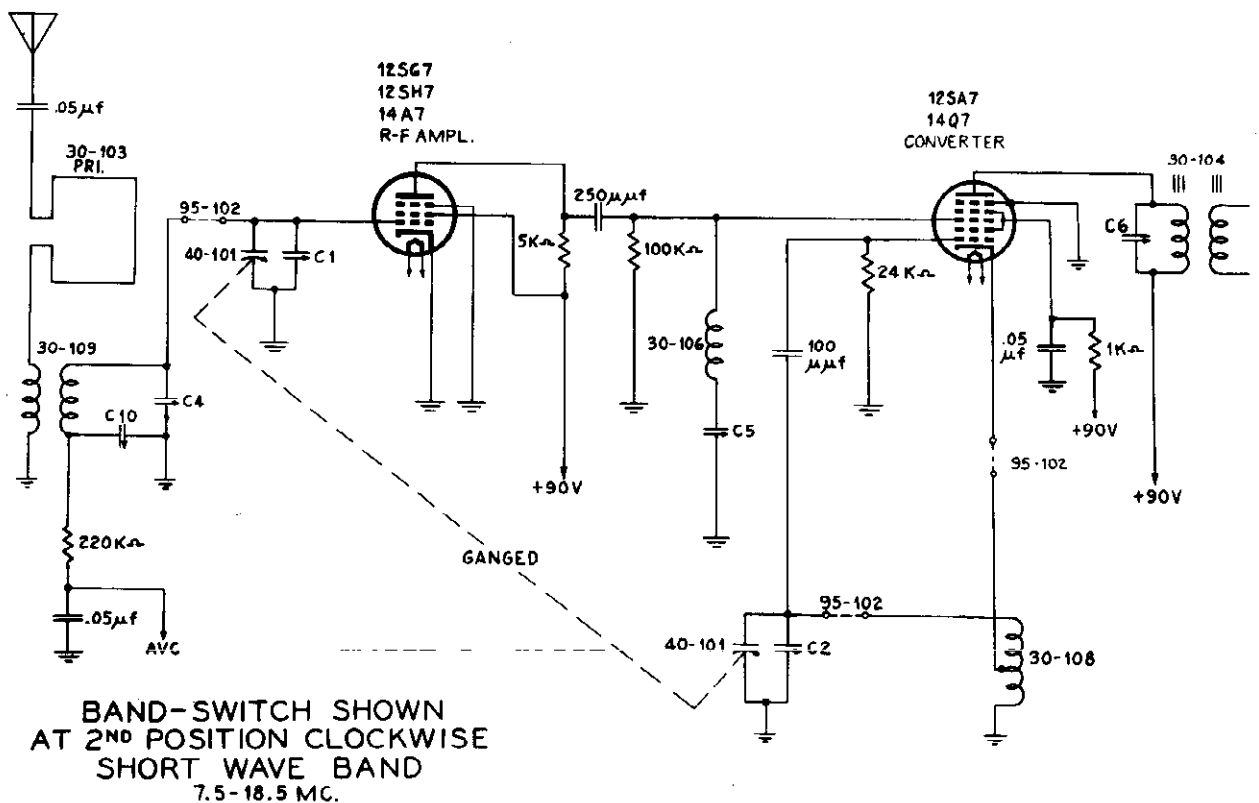 .05μf
30-103
PRI.
95-102
40-101
C1
30-109
C4
C10
220KΩ
.05μf
AVC
12SG7
12SH7
14A7
R-F AMPL.
5KΩ
250μμf
100KΩ
+90V
30-106
C5
GANGED
100
μμf
24KΩ
12SA7
14Q7
CONVERTER
30-104
C6
.05
μf
1KΩ
+90V
+90V
95-102
95-102
40-101
C2
30-108
BAND-SWITCH SHOWN
AT 2ND POSITION CLOCKWISE
SHORT WAVE BAND
7.5-18.5 MC.